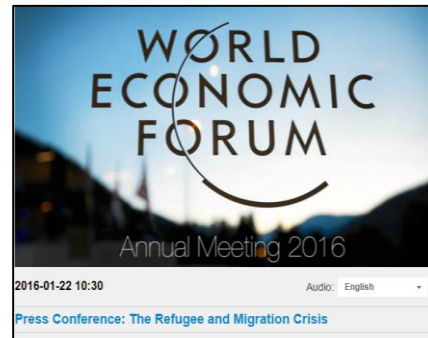 WORLD
ECONOMIC
FORUM
Annual Meeting 2016
2016-01-22 10:30 Audio: English
Press Conference: The Refugee and Migration Crisis